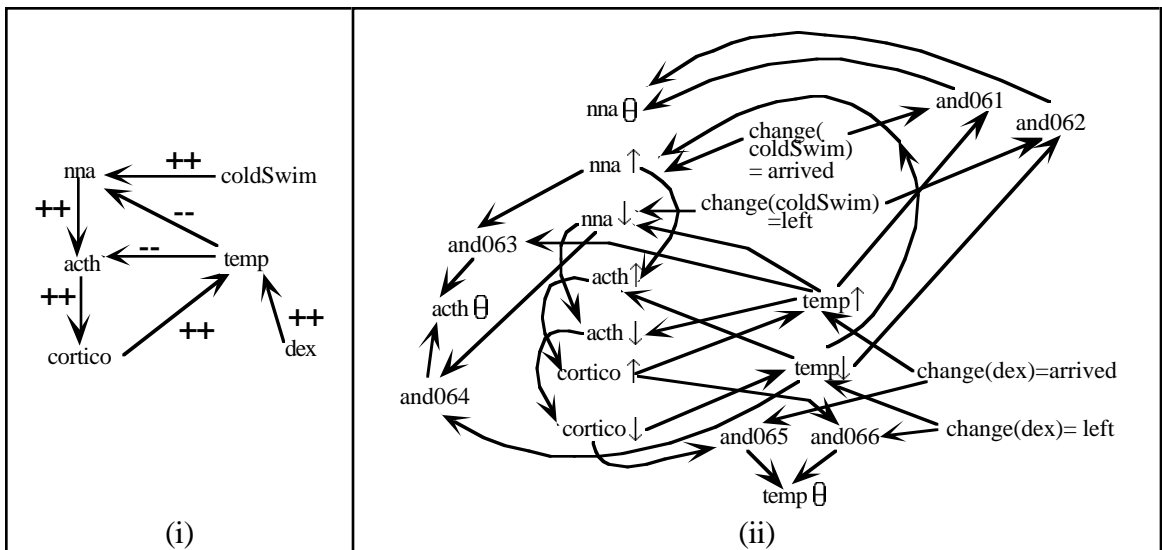 ++
nna
coldSwim
++
--
--
acth
temp
++
++
++
cortico
dex
(i)
and061
nna θ
and062
change(
coldSwim)
= arrived
nna ↑
change(coldSwim)
=left
nna ↓
and063
acth ↑
temp ↑
acth θ
acth ↓
temp ↓
cortico ↑
change(dex)=arrived
and064
cortico ↓
and065
and066
change(dex)= left
temp θ
(ii)